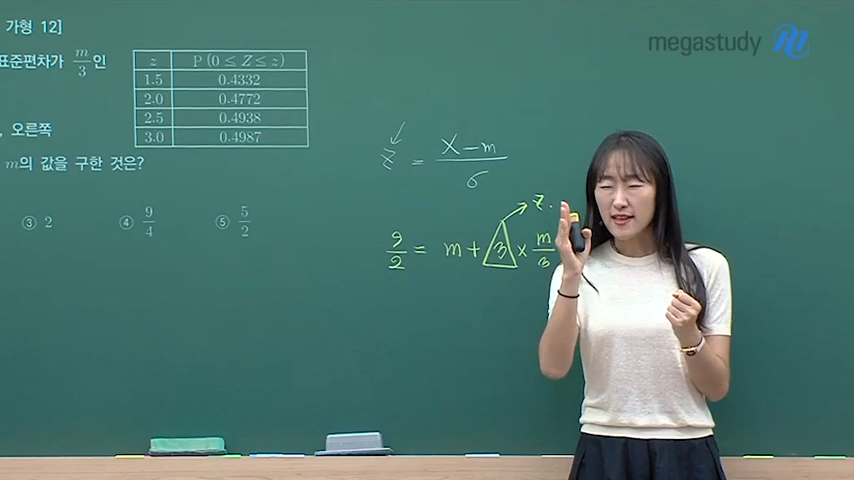 가형 12]
megastudy
표준편차가 m/3인
z P(0 ≤ Z ≤ z)
1.5 0.4332
2.0 0.4772
2.5 0.4938
3.0 0.4987
, 오른쪽
m의 값을 구한 것은?
③ 2 ④ 9/4 ⑤ 5/2
z = X-m/σ
z.
9/2 = m+3×m/3